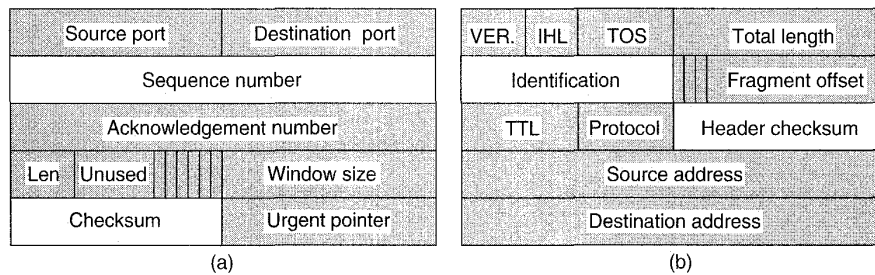 Source port Destination port
Sequence number
Acknowledgement number
Len Unused Window size
Checksum Urgent pointer
(a)
VER. IHL TOS Total length
Identification Fragment offset
TTL Protocol Header checksum
Source address
Destination address
(b)